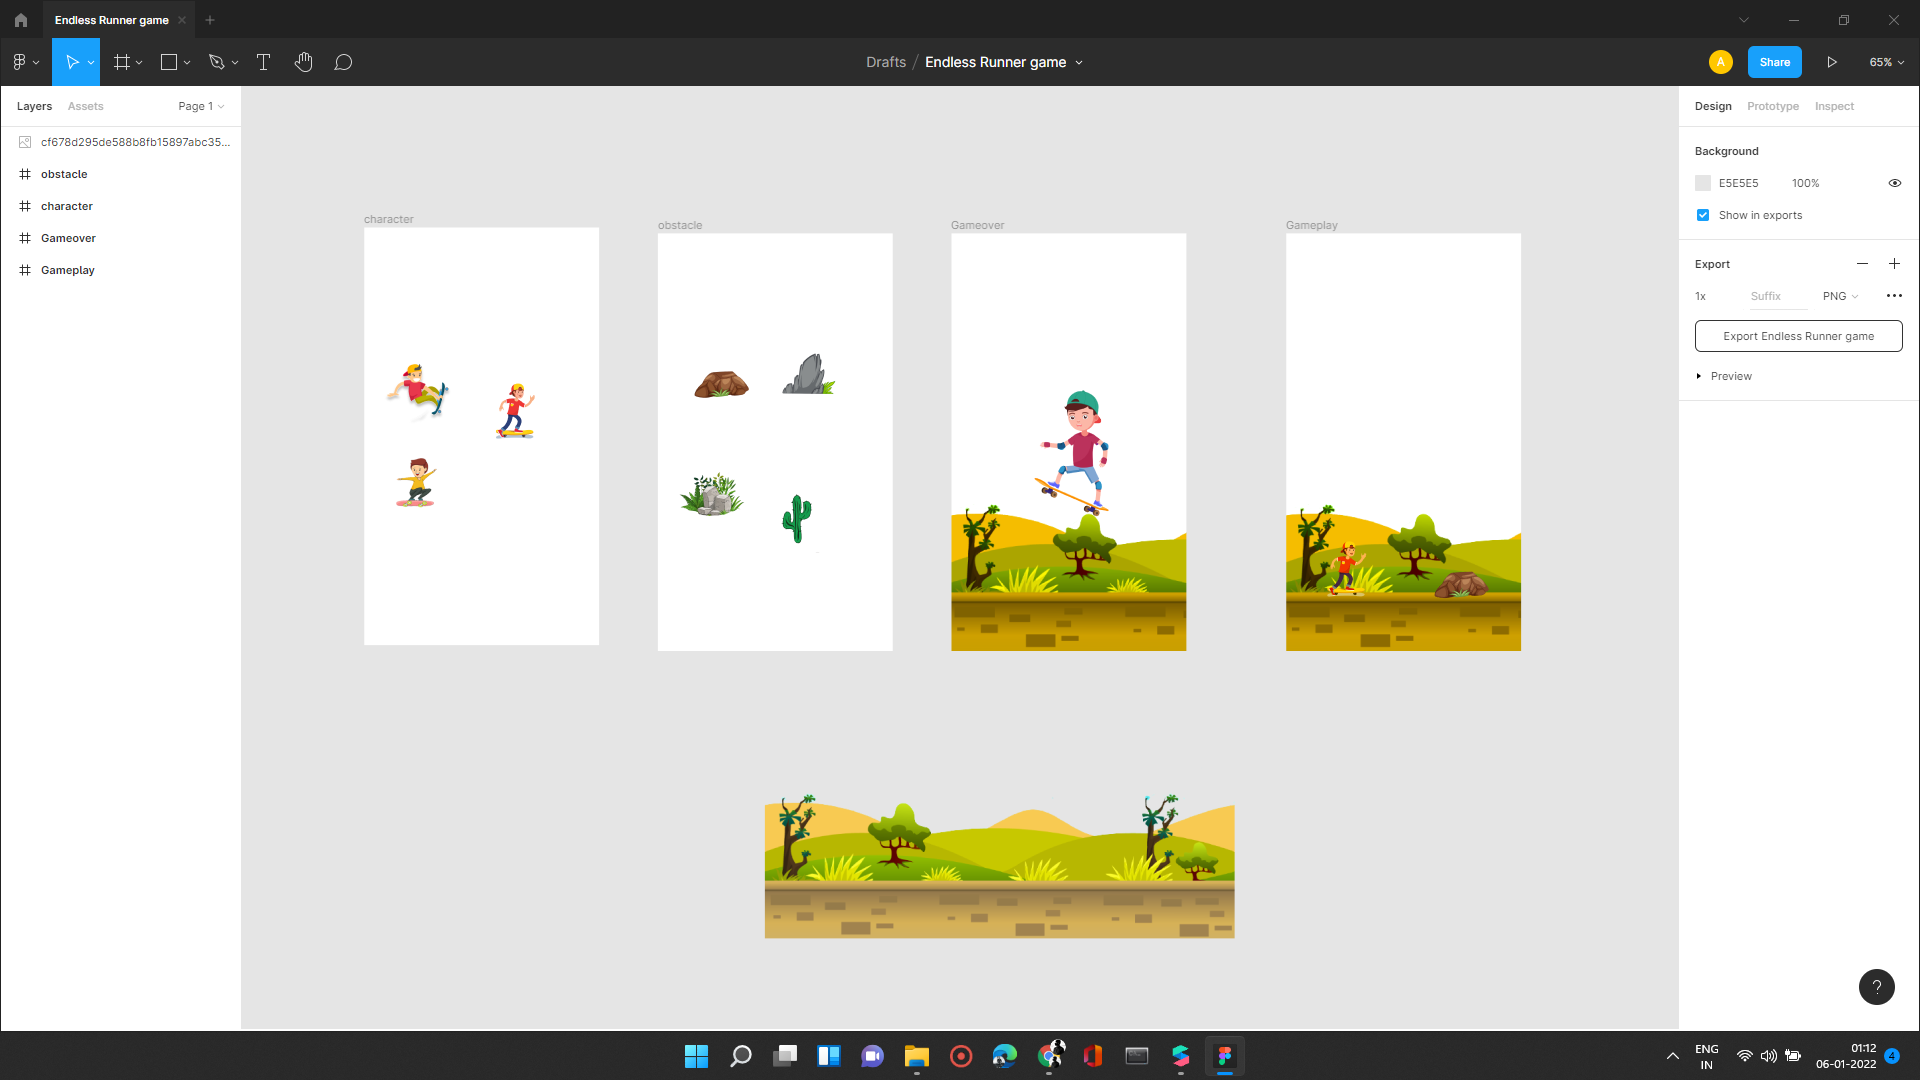 Endless Runner game
Drafts / Endless Runner game
A
Share
65%
Layers Assets Page 1
cf678d295de588b8fb15897abc35...
obstacle
character
Gameover
Gameplay
character
obstacle
Gameover
Gameplay
Design Prototype Inspect
Background
E5E5E5 100%
Show in exports
Export
1x Suffix PNG
Export Endless Runner game
Preview
?
ENG
IN
01:12
06-01-2022
4